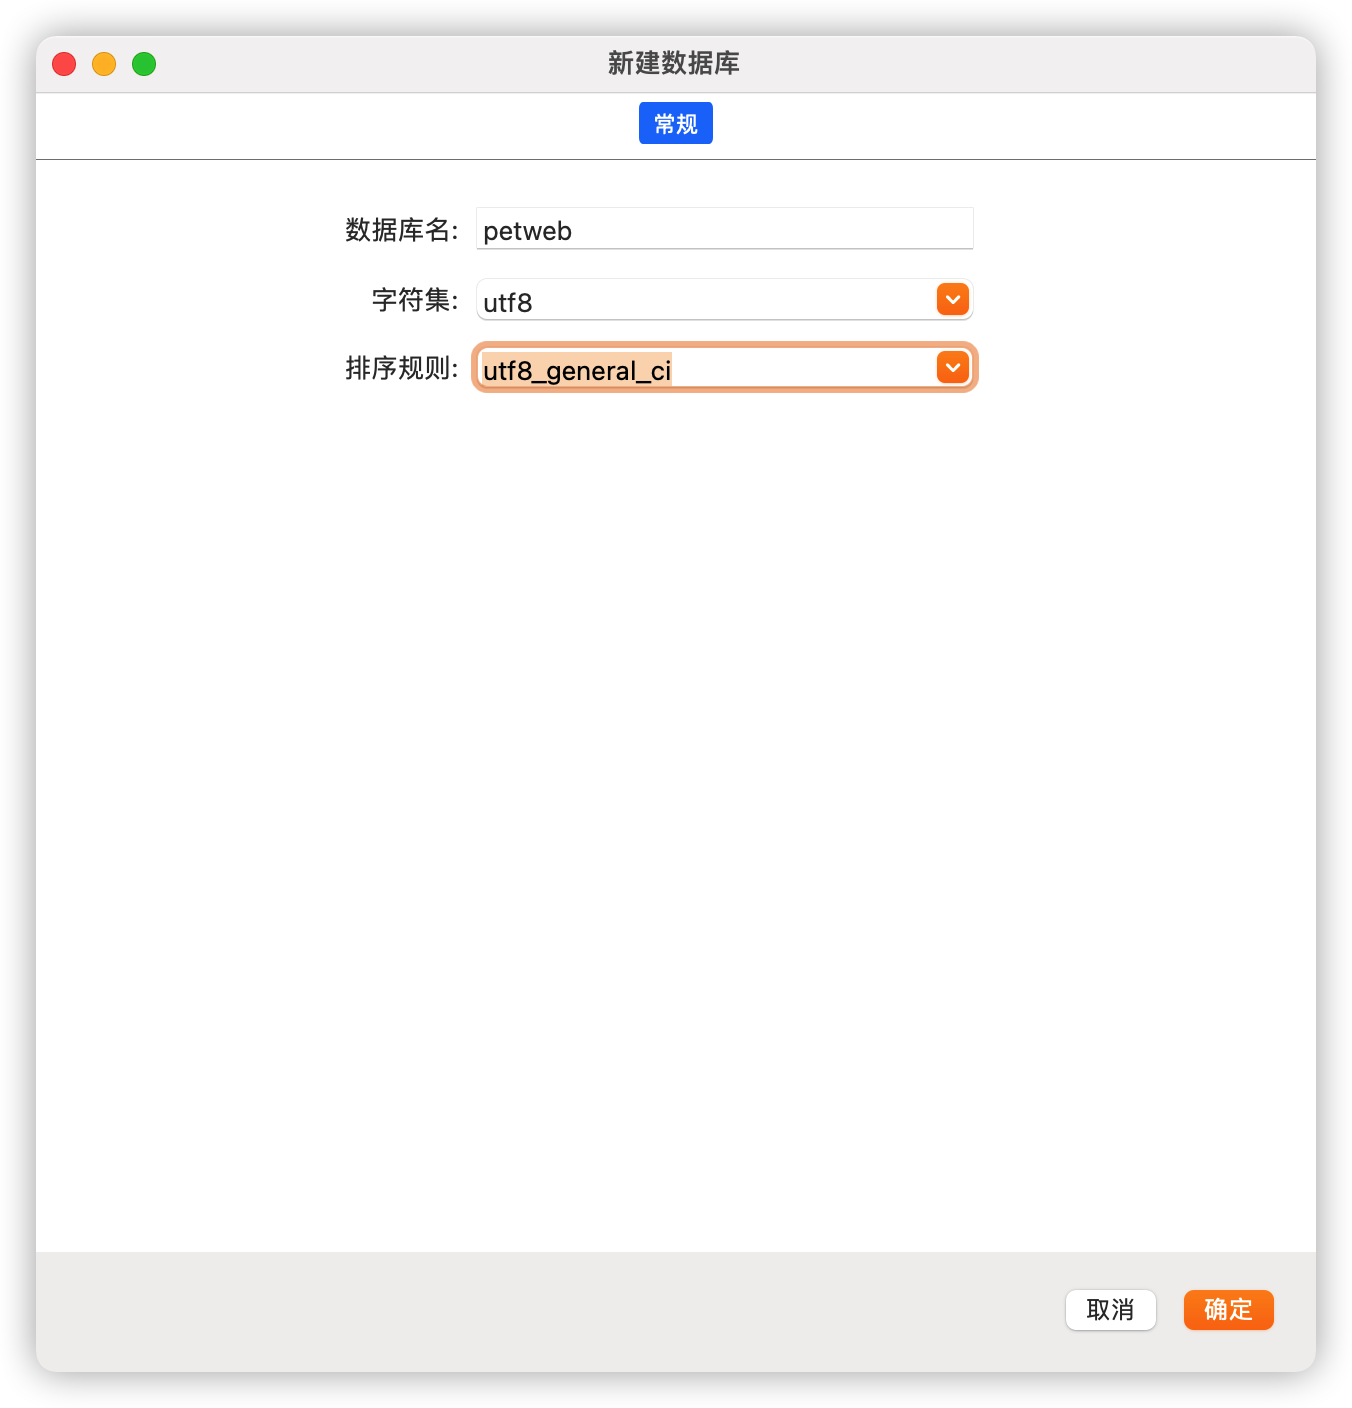 新建数据库
常规
数据库名: petweb
字符集: utf8
排序规则: utf8_general_ci
取消 确定